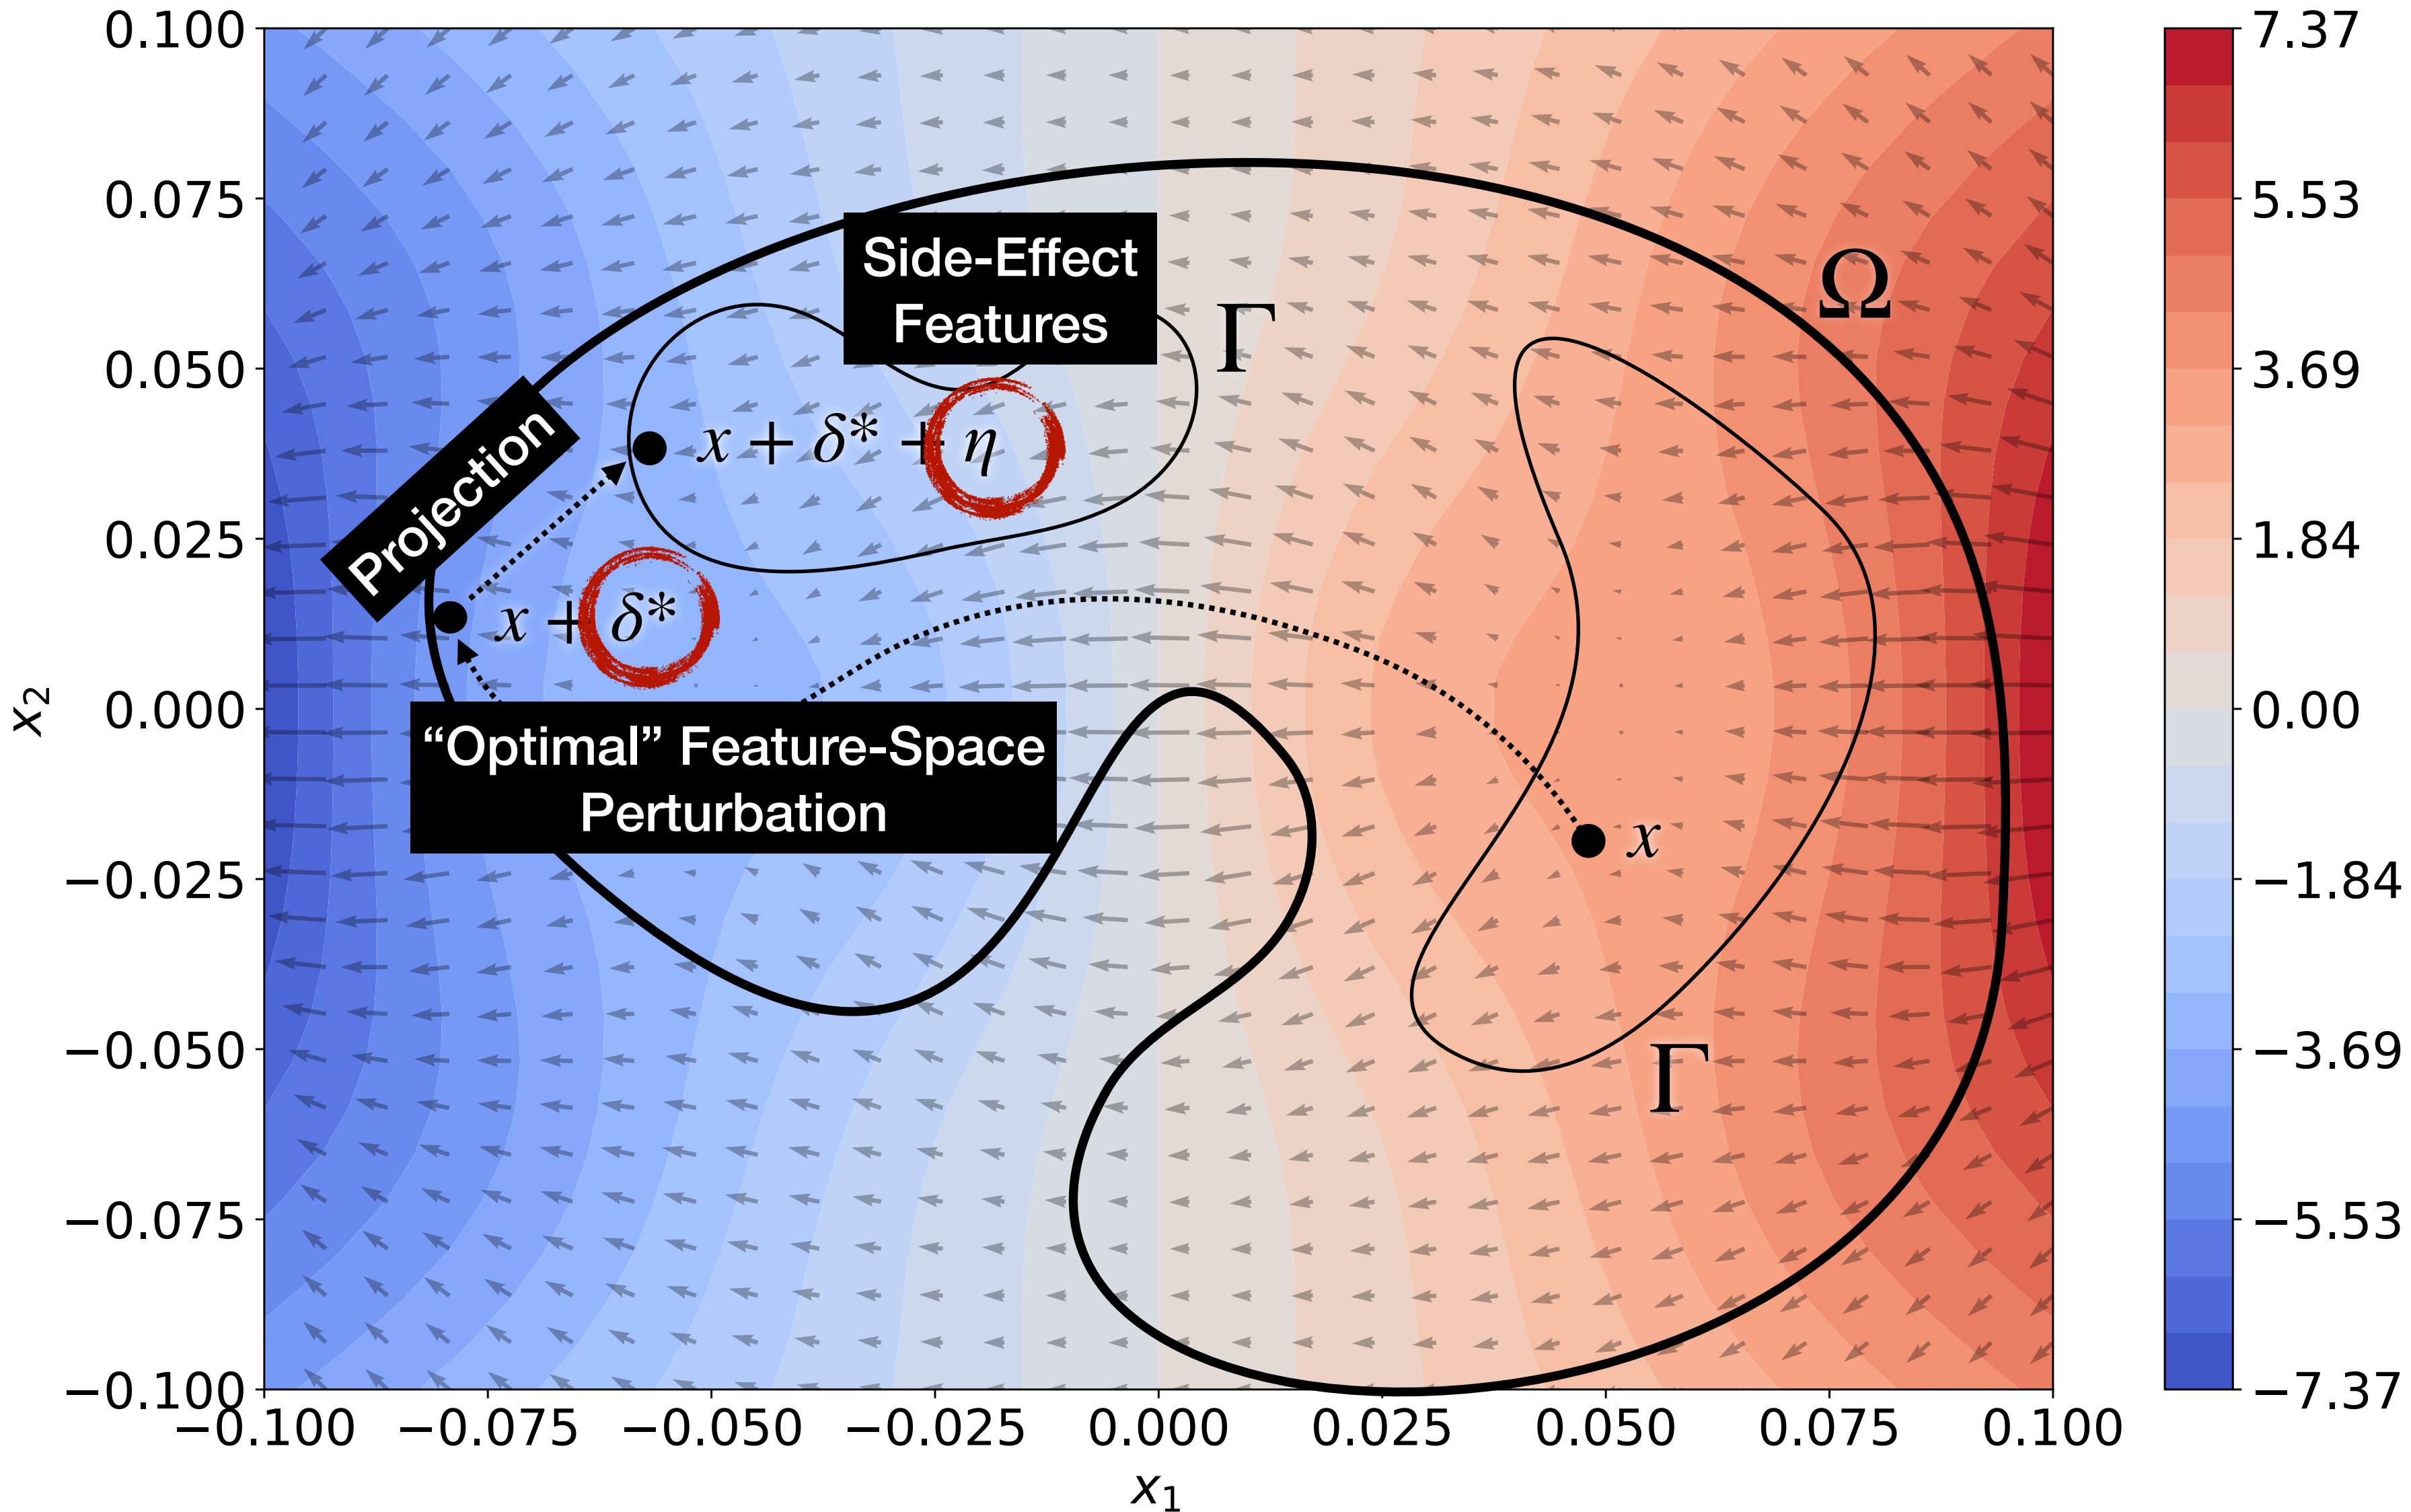 Side-Effect
Features
Γ
Ω
Projection
x + δ* + η
x + δ*
“Optimal” Feature-Space
Perturbation
x
Γ
x₂
0.100
0.075
0.050
0.025
0.000
−0.025
−0.050
−0.075
−0.100
−0.100
−0.075
−0.050
−0.025
0.000
0.025
0.050
0.075
0.100
x₁
7.37
5.53
3.69
1.84
0.00
−1.84
−3.69
−5.53
−7.37